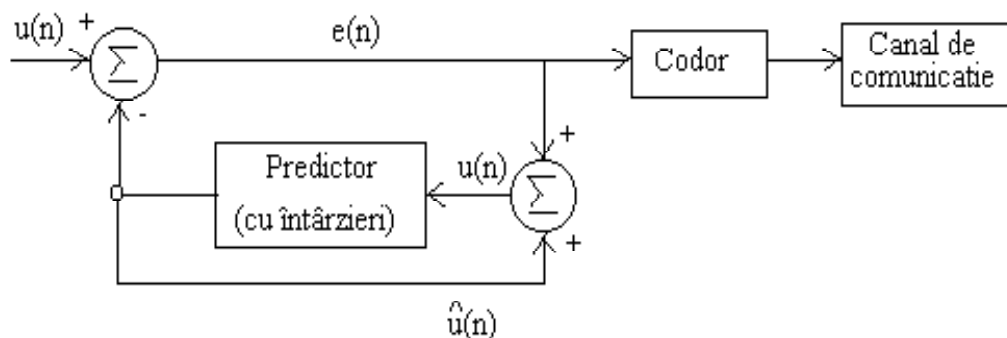 u(n) +
e(n)
Codor
Canal de
comunicatie
-
+
Predictor
(cu întârzieri)
u(n)
+
û(n)